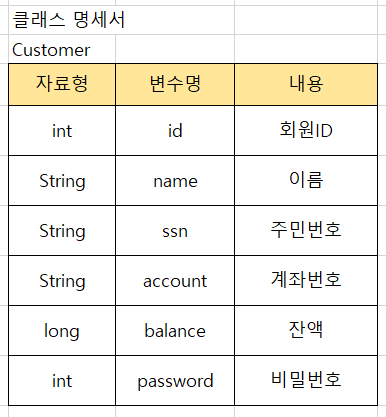 클래스 명세서
Customer
자료형 변수명 내용
int id 회원ID
String name 이름
String ssn 주민번호
String account 계좌번호
long balance 잔액
int password 비밀번호